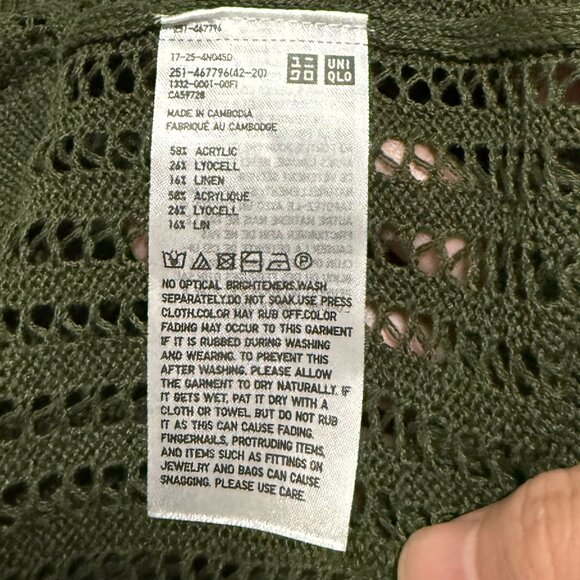 251-467796
17-25-4N045D
251-467796(42-20)
1332-0001-00F1
CA59728
ユニ
クロ
UNI
QLO
MADE IN CAMBODIA
FABRIQUÉ AU CAMBODGE
58% ACRYLIC
26% LYOCELL
16% LINEN
58% ACRYLIQUE
26% LYOCELL
16% LIN
NO OPTICAL BRIGHTENERS.WASH
SEPARATELY.DO NOT SOAK.USE PRESS
CLOTH.COLOR MAY RUB OFF.COLOR
FADING MAY OCCUR TO THIS GARMENT
IF IT IS RUBBED DURING WASHING
AND WEARING. TO PREVENT THIS
AFTER WASHING, PLEASE ALLOW
THE GARMENT TO DRY NATURALLY. IF
IT GETS WET, PAT IT DRY WITH A
CLOTH OR TOWEL, BUT DO NOT RUB
IT AS THIS CAN CAUSE FADING.
FINGERNAILS, PROTRUDING ITEMS,
AND ITEMS SUCH AS FITTINGS ON
JEWELRY AND BAGS CAN CAUSE
SNAGGING. PLEASE USE CARE.